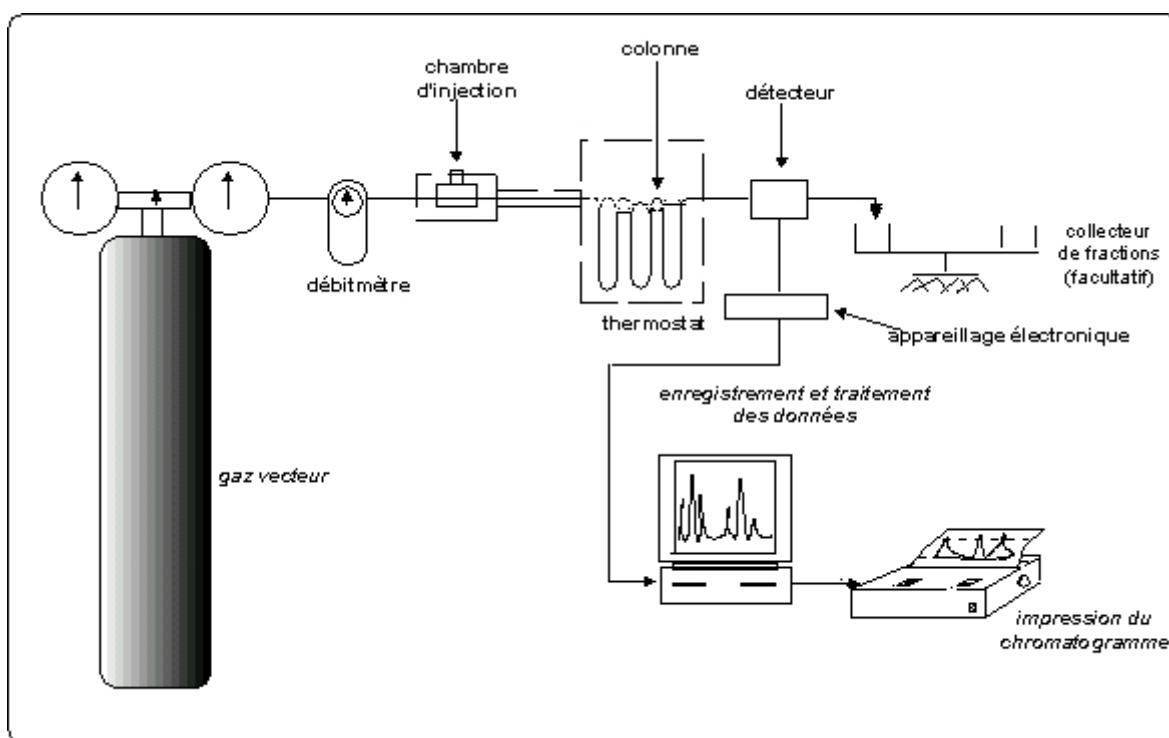 colonne
chambre
d'injection
détecteur
collecteur
de fractions
(facultatif)
débitmètre
thermostat
appareillage électronique
enregistrement et traitement
des données
gaz vecteur
impression du
chromatogramme